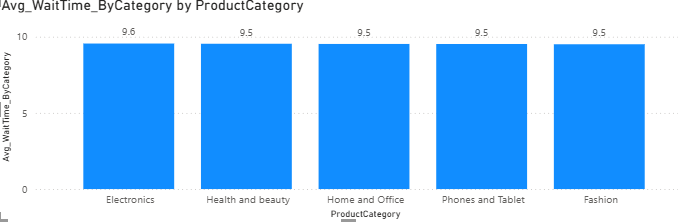 Avg_WaitTime_ByCategory by ProductCategory
Avg_WaitTime_ByCategory
10
5
0
9.6
9.5
9.5
9.5
9.5
Electronics
Health and beauty
Home and Office
Phones and Tablet
Fashion
ProductCategory